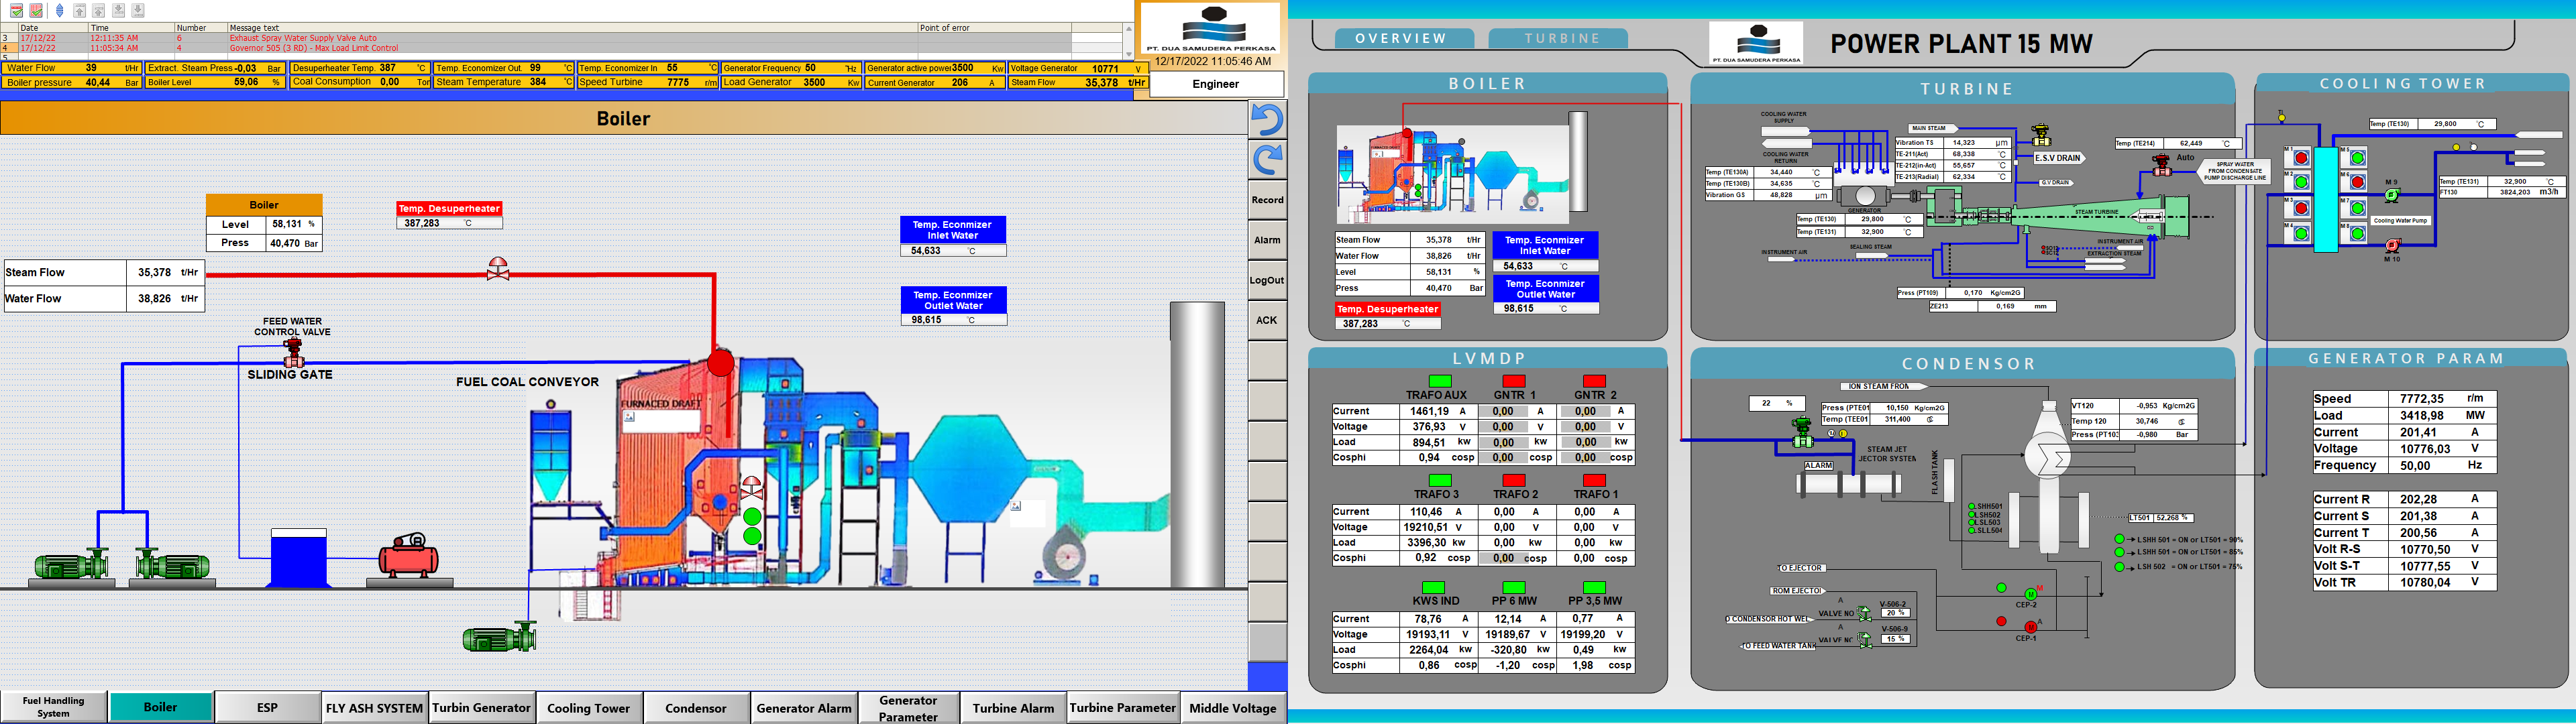 Date Time Number Message text Point of error
3 17/12/22 12:11:35 AM 6 Exhaust Spray Water Supply Valve Auto
4 17/12/22 11:05:34 AM 4 Governor 505 (3 RD) - Max Load Limit Control
5
PT. DUA SAMUDERA PERKASA
12/17/2022 11:05:46 AM
Engineer
Water Flow 39 t/Hr Extract. Steam Press -0,03 Bar Desuperheater Temp. 387 °C Temp. Economizer Out. 99 °C Temp. Economizer In 55 °C Generator Frequency 50 Hz Generator active power 3500 Kw Voltage Generator 10771 V
Boiler pressure 40,44 Bar Boiler Level 59,06 % Coal Consumption 0,00 Ton Steam Temperature 384 °C Speed Turbine 7775 r/m Load Generator 3500 Kw Current Generator 206 A Steam Flow 35,378 t/Hr
Boiler
Boiler
Level 58,131 %
Press 40,470 Bar
Temp. Desuperheater
387,283 °C
Temp. Econmizer
Inlet Water
54,633 °C
Temp. Econmizer
Outlet Water
98,615 °C
Steam Flow 35,378 t/Hr
Water Flow 38,826 t/Hr
FEED WATER
CONTROL VALVE
SLIDING GATE
FUEL COAL CONVEYOR
FURNACED DRAFT
Record
Alarm
LogOut
ACK
Fuel Handling System
Boiler
ESP
FLY ASH SYSTEM
Turbin Generator
Cooling Tower
Condensor
Generator Alarm
Generator Parameter
Turbine Alarm
Turbine Parameter
Middle Voltage
OVERVIEW
TURBINE
PT. DUA SAMUDERA PERKASA
POWER PLANT 15 MW
BOILER
Steam Flow 35,378 t/Hr
Water Flow 38,826 t/Hr
Level 58,131 %
Press 40,470 Bar
Temp. Econmizer
Inlet Water
54,633 °C
Temp. Econmizer
Outlet Water
98,615 °C
Temp. Desuperheater
387,283 °C
TURBINE
COOLING WATER
SUPPLY
COOLING WATER
RETURN
MAIN STEAM
Vibration TS 14,323 μm
TE-211(Act) 68,338 °C
TE-212(in-Act) 55,657 °C
TE-213(Radial) 62,334 °C
E.S.V DRAIN
G.V DRAIN
Temp (TE214) 62,449 °C
Auto
SPRAY WATER
FROM CONDENSATE
PUMP DISCHARGE LINE
Temp (TE130A) 34,440 °C
Temp (TE130B) 34,635 °C
Vibration GS 48,828 μm
GENERATOR
Temp (TE130) 29,800 °C
Temp (TE131) 32,900 °C
STEAM TURBINE
SEALING STEAM
INSTRUMENT AIR
INSTRUMENT AIR
EXTRACTION STEAM
Press (PT109) 0,170 Kg/cm2G
ZE213 0,169 mm
COOLING TOWER
Temp (TE130) 29,800 °C
M 1
M 2
M 3
M 4
M 5
M 6
M 7
M 8
M 9
Cooling Water Pump
M 10
Temp (TE131) 32,900 °C
FT130 3824,203 m3/h
LVMDP
TRAFO AUX GNTR 1 GNTR 2
Current 1461,19 A 0,00 A 0,00 A
Voltage 376,93 V 0,00 V 0,00 V
Load 894,51 kw 0,00 kw 0,00 kw
Cosphi 0,94 cosp 0,00 cosp 0,00 cosp
TRAFO 3 TRAFO 2 TRAFO 1
Current 110,46 A 0,00 A 0,00 A
Voltage 19210,51 V 0,00 V 0,00 V
Load 3396,30 kw 0,00 kw 0,00 kw
Cosphi 0,92 cosp 0,00 cosp 0,00 cosp
KWS IND PP 6 MW PP 3,5 MW
Current 78,76 A 12,14 A 0,77 A
Voltage 19193,11 V 19189,67 V 19199,20 V
Load 2264,04 kw -320,80 kw 0,49 kw
Cosphi 0,86 cosp -1,20 cosp 1,98 cosp
CONDENSOR
ION STEAM FROM
22 %
Press (PTE01 10,150 Kg/cm2G
Temp (TEE01 311,400 °C
VT120 -0,953 Kg/cm2G
Temp 120 30,746 °C
Press (PT103 -0,980 Bar
STEAM JET
JECTOR SYSTEM
ALARM
FLASH TANK
LSHH501
LSH502
LSL503
LSLL504
LT501 52,268 %
LSHH 501 = ON or LT501 = 90%
LSHH 501 = ON or LT501 = 85%
LSH 502 = ON or LT501 = 75%
TO EJECTOR
ROM EJECTOR
A
VALVE NO
V-506-2
20 %
O CONDENSOR HOT WEL
A
VALVE NC
V-506-9
15 %
TO FEED WATER TANK
M
CEP-2
A
CEP-1
GENERATOR PARAM
Speed 7772,35 r/m
Load 3418,98 MW
Current 201,41 A
Voltage 10776,03 V
Frequency 50,00 Hz
Current R 202,28 A
Current S 201,38 A
Current T 200,56 A
Volt R-S 10770,50 V
Volt S-T 10777,55 V
Volt TR 10780,04 V